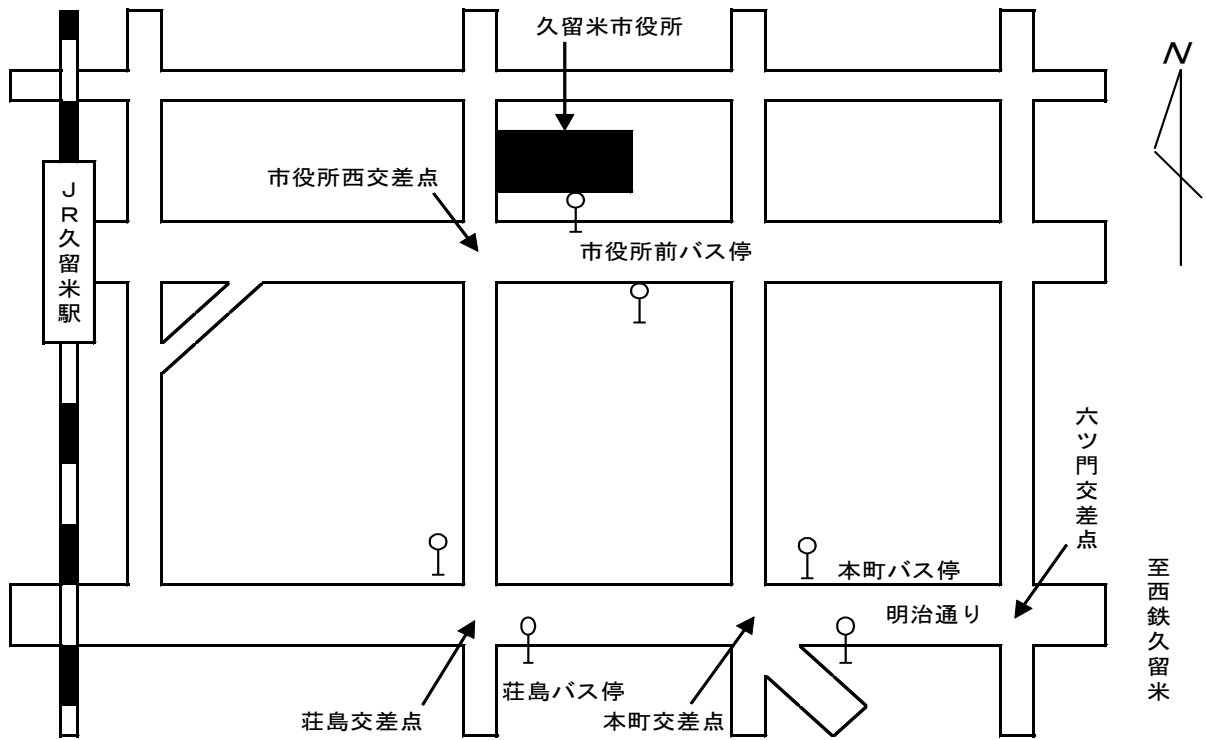 久留米市役所
N
市役所西交差点
JR久留米駅
市役所前バス停
六ツ門交差点
本町バス停
至西鉄久留米
明治通り
荘島バス停
荘島交差点
本町交差点